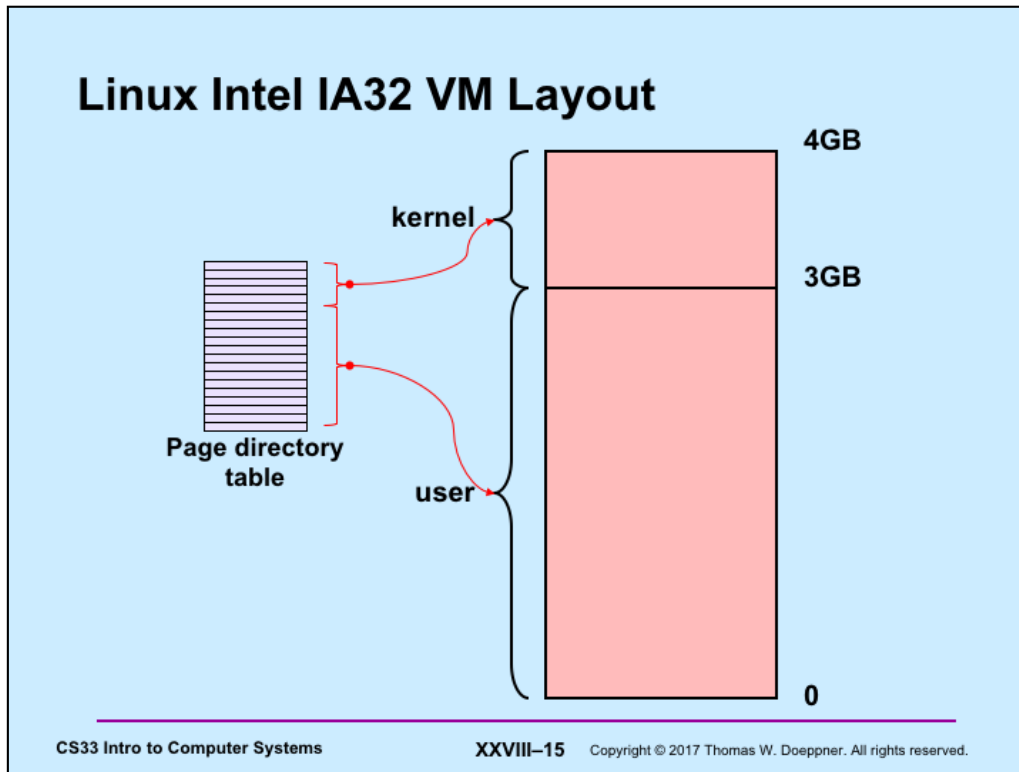 Linux Intel IA32 VM Layout
4GB
kernel
3GB
Page directory
table
user
0
CS33 Intro to Computer Systems
XXVIII–15
Copyright © 2017 Thomas W. Doeppner. All rights reserved.